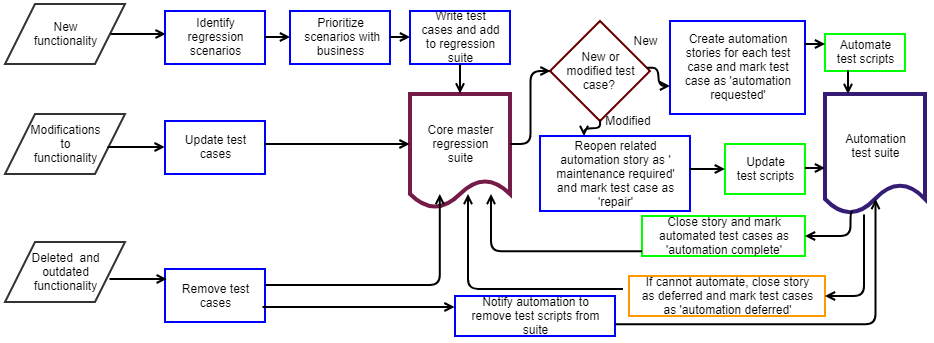 New
functionality
Identify
regression
scenarios
Prioritize
scenarios with
business
Write test
cases and add
to regression
suite
New or
modified test
case?
New
Modified
Create automation
stories for each test
case and mark test
case as 'automation
requested'
Automate
test scripts
Modifications
to
functionality
Update test
cases
Core master
regression
suite
Reopen related
automation story as '
maintenance required'
and mark test case as
'repair'
Update
test scripts
Automation
test suite
Close story and mark
automated test cases as
'automation complete'
Deleted and
outdated
functionality
Remove test
cases
If cannot automate, close story
as deferred and mark test cases
as 'automation deferred'
Notify automation to
remove test scripts from
suite